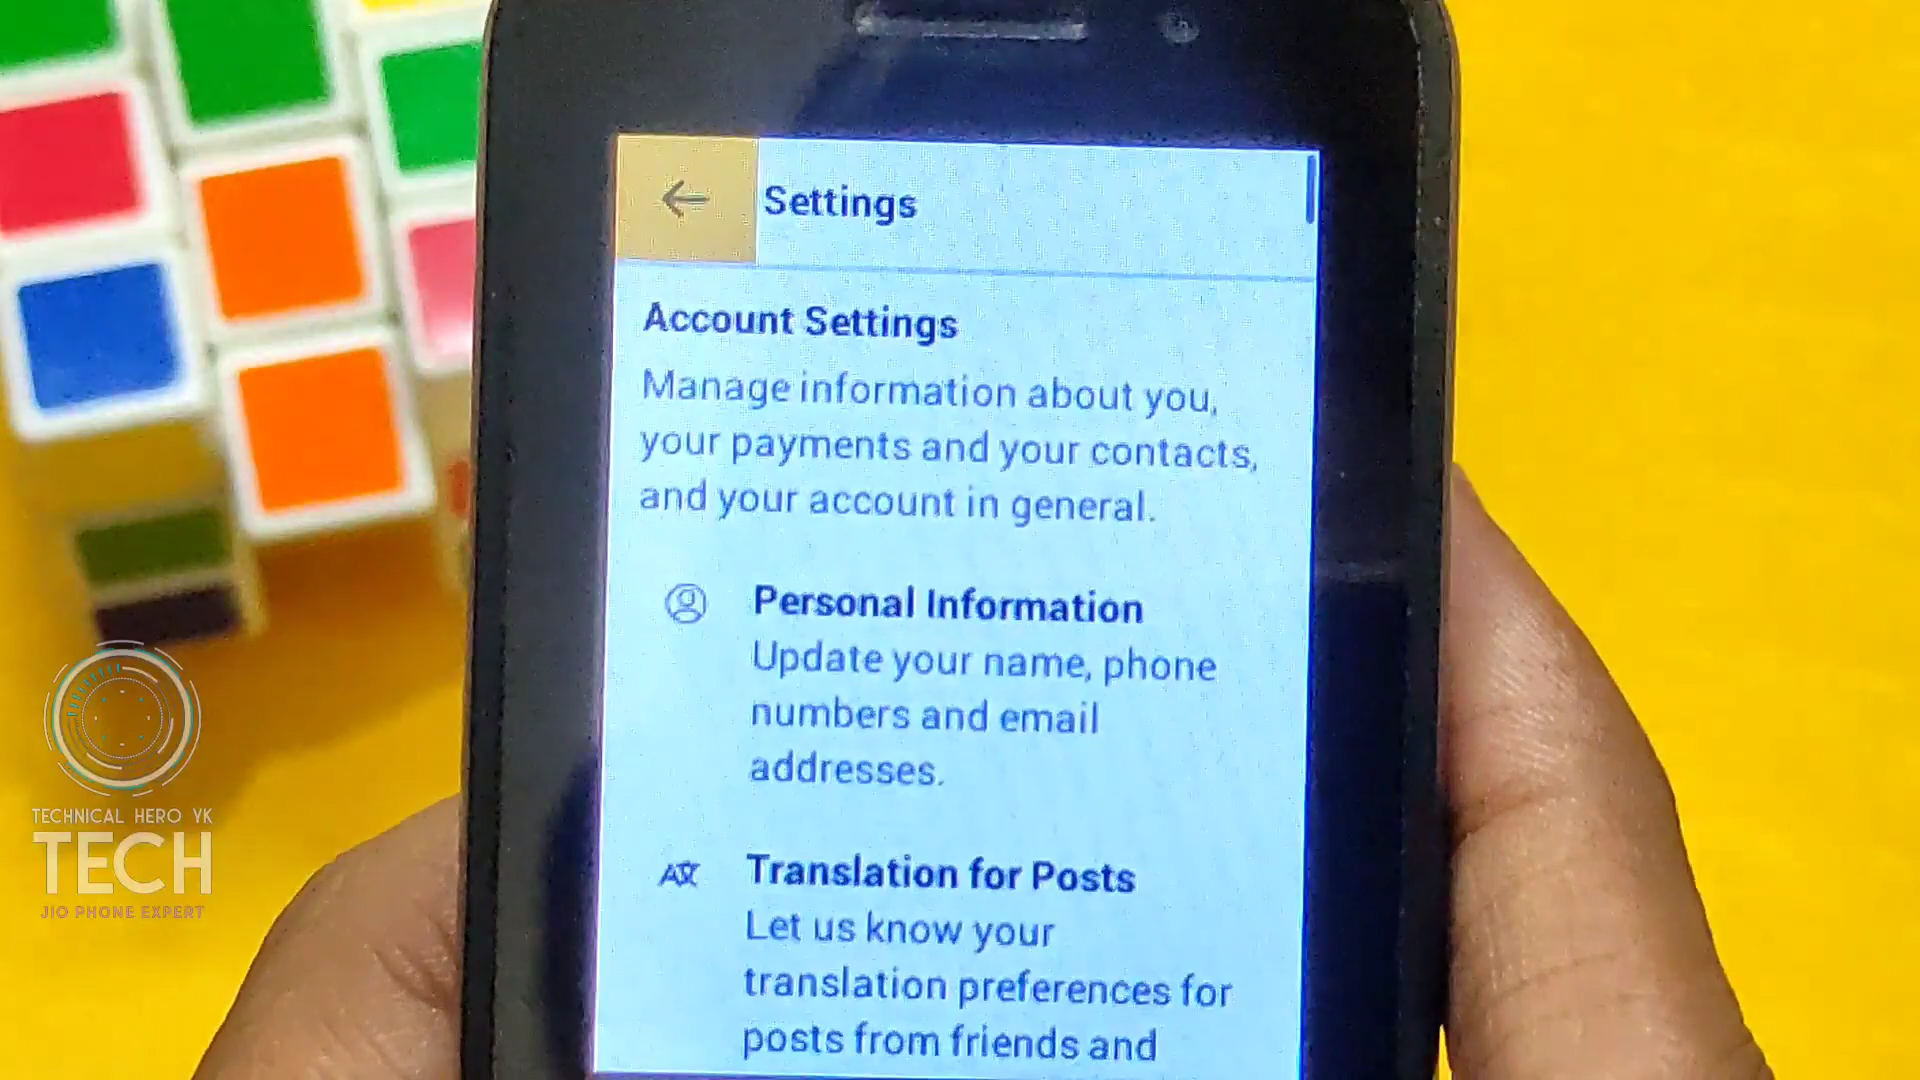 Settings
Account Settings
Manage information about you,
your payments and your contacts,
and your account in general.
Personal Information
Update your name, phone
numbers and email
addresses.
Translation for Posts
Let us know your
translation preferences for
posts from friends and
TECHNICAL HERO YK
TECH
JIO PHONE EXPERT